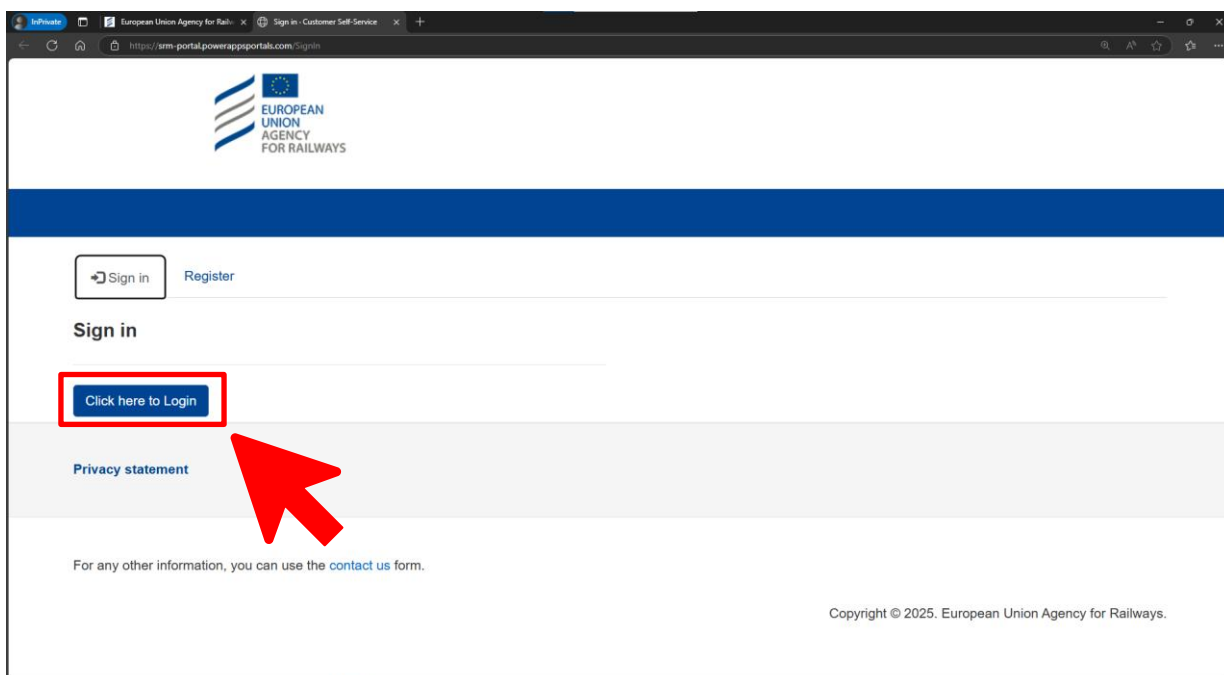 InPrivate
European Union Agency for Railw
Sign in - Customer Self-Service
https://srm-portal.powerappsportals.com/SignIn
EUROPEAN
UNION
AGENCY
FOR RAILWAYS
Sign in
Register
Sign in
Click here to Login
Privacy statement
For any other information, you can use the contact us form.
Copyright © 2025. European Union Agency for Railways.